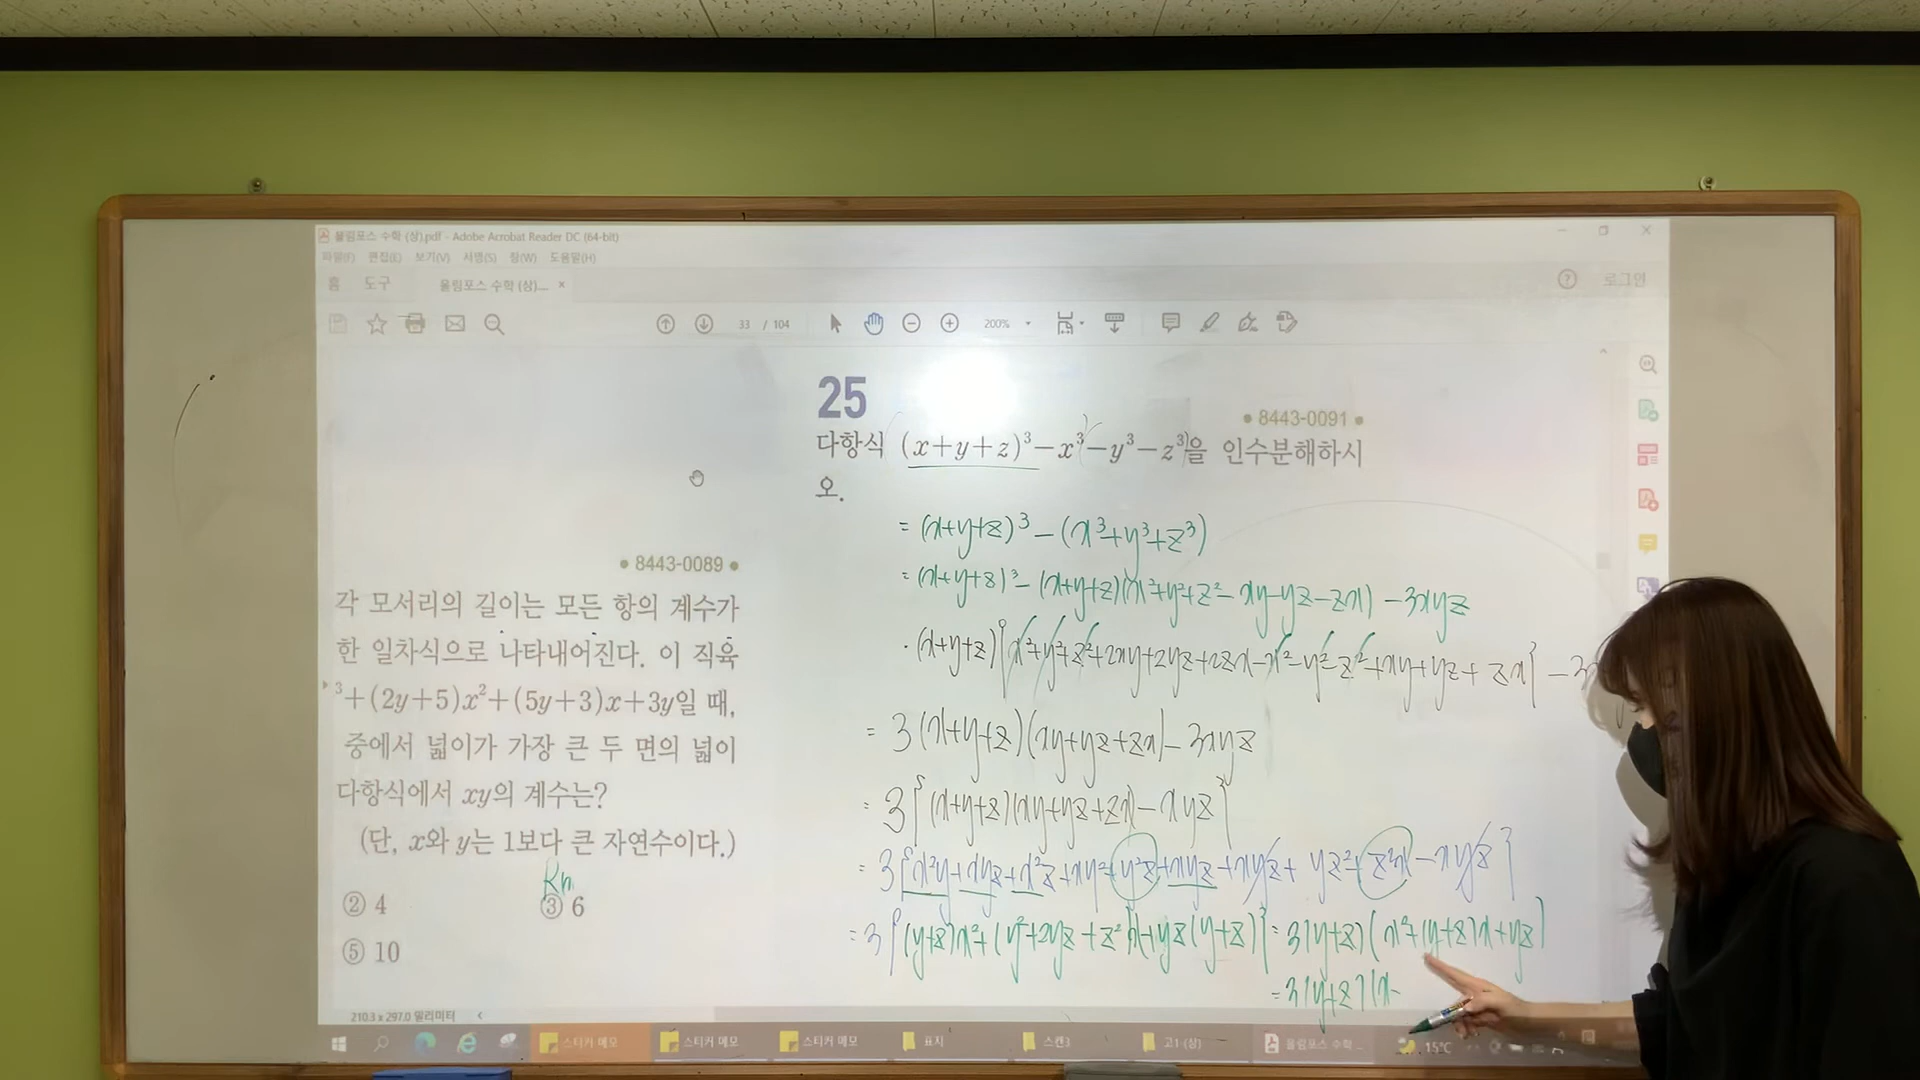 올림포스 수학 (상).pdf - Adobe Acrobat Reader DC (64-bit)
파일(F) 편집(E) 보기(V) 서명(S) 창(W) 도움말(H)
홈 도구 올림포스 수학 (상).... × 로그인
33 / 104 200%
25
8443-0091
다항식 (x+y+z)³-x³-y³-z³을 인수분해하시
오.
= (x+y+z)³ - (x³+y³+z³)
= (x+y+z)³ - (x+y+z)(x²+y²+z²-xy-yz-zx) - 3xyz
(x+y+z){x²+y²+z²+2xy+2yz+2zx-x²-y²-z²+xy+yz+zx} - 3
= 3(x+y+z)(xy+yz+zx) - 3xyz
= 3{(x+y+z)(xy+yz+zx) - xyz}
= 3{x²y+xyz+x²z+xy²+y²z+xyz+xyz+yz²+z²x-xyz}
= 3{(y+z)x²+(y²+2yz+z²)x+yz(y+z)} = 3(y+z)(x²+(y+z)x+yz)
= 3(y+z)(x
8443-0089
각 모서리의 길이는 모든 항의 계수가
한 일차식으로 나타내어진다. 이 직육
³+(2y+5)x²+(5y+3)x+3y일 때,
중에서 넓이가 가장 큰 두 면의 넓이
다항식에서 xy의 계수는?
(단, x와 y는 1보다 큰 자연수이다.)
② 4 ③ 6
⑤ 10
210.3 x 297.0 밀리미터
스티커 메모 스티커 메모 스티커 메모 표지 스캔3 고1 (상) 올림포스 수학 ... 15°C